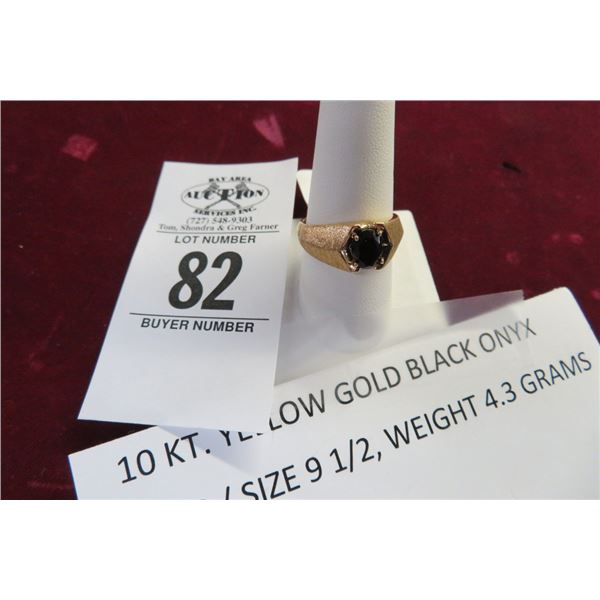 BAY AREA
AUCTION
SERVICES INC.
(727) 548-9303
Tom, Shondra & Greg Farner
LOT NUMBER
82
BUYER NUMBER
10 KT. YELLOW GOLD BLACK ONYX
/ SIZE 9 1/2, WEIGHT 4.3 GRAMS